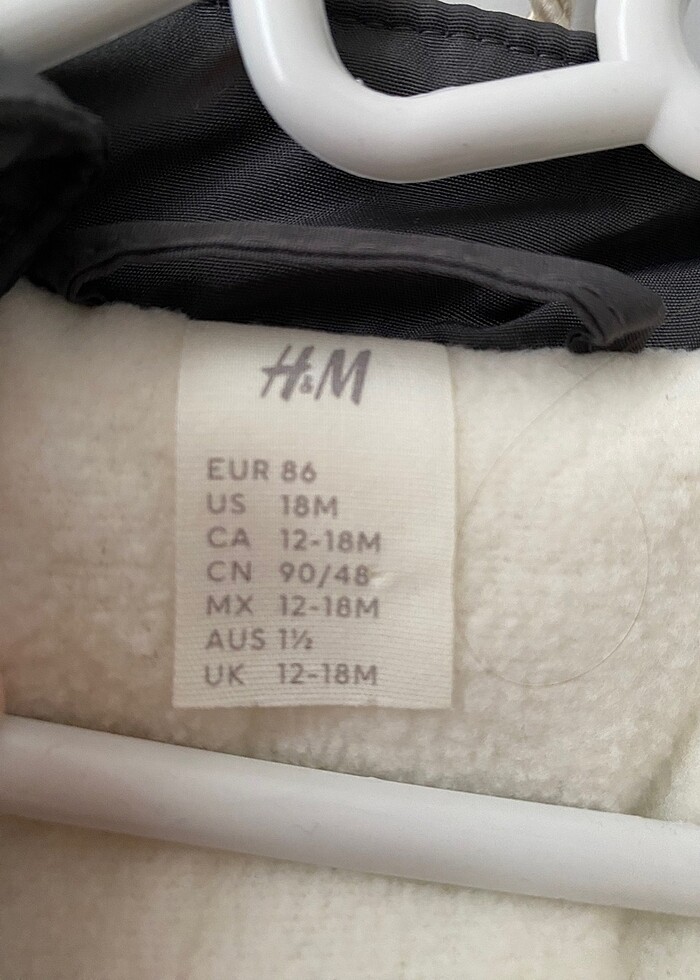 H&M
EUR 86
US 18M
CA 12-18M
CN 90/48
MX 12-18M
AUS 1½
UK 12-18M